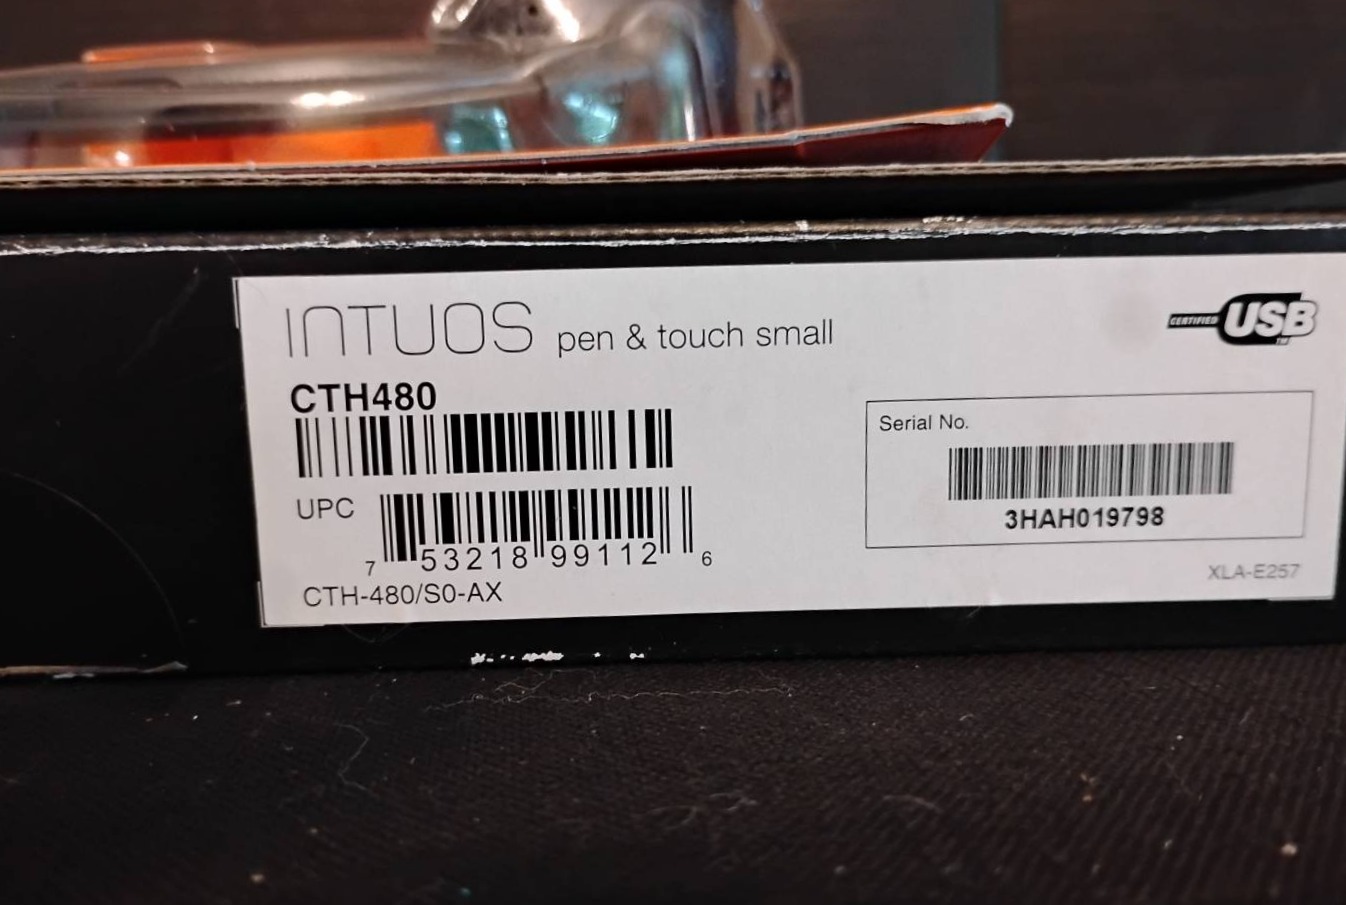 INTUOS pen & touch small
CERTIFIED USB
CTH480
Serial No.
3HAH019798
UPC
7 53218 99112 6
CTH-480/S0-AX
XLA-E257